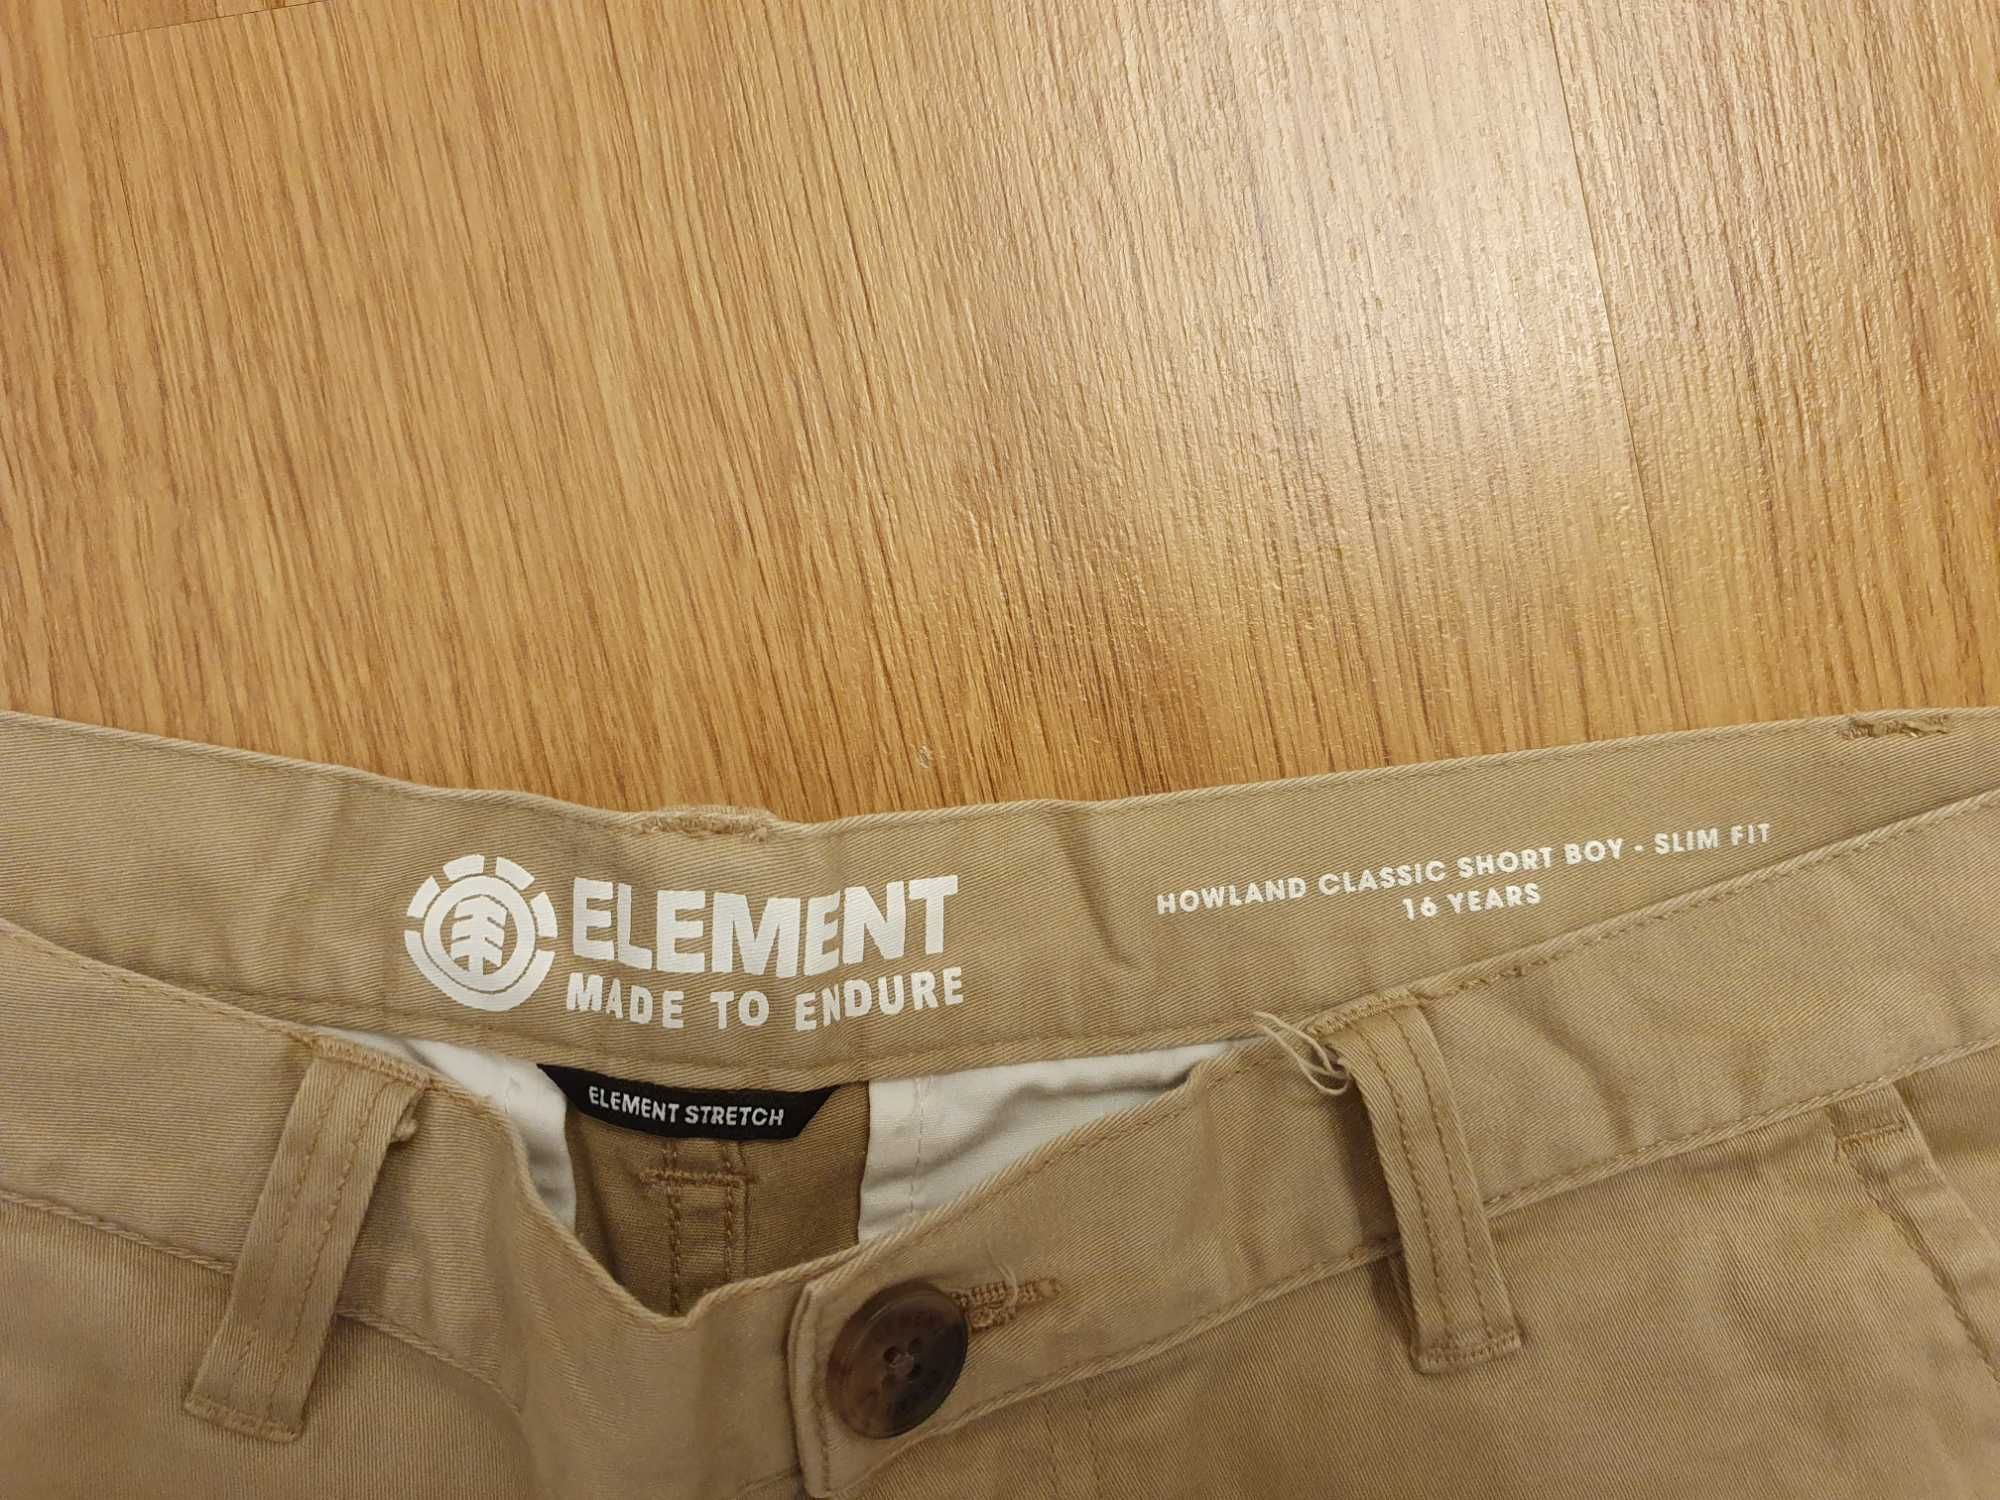 ELEMENT
MADE TO ENDURE
HOWLAND CLASSIC SHORT BOY - SLIM FIT
16 YEARS
ELEMENT STRETCH